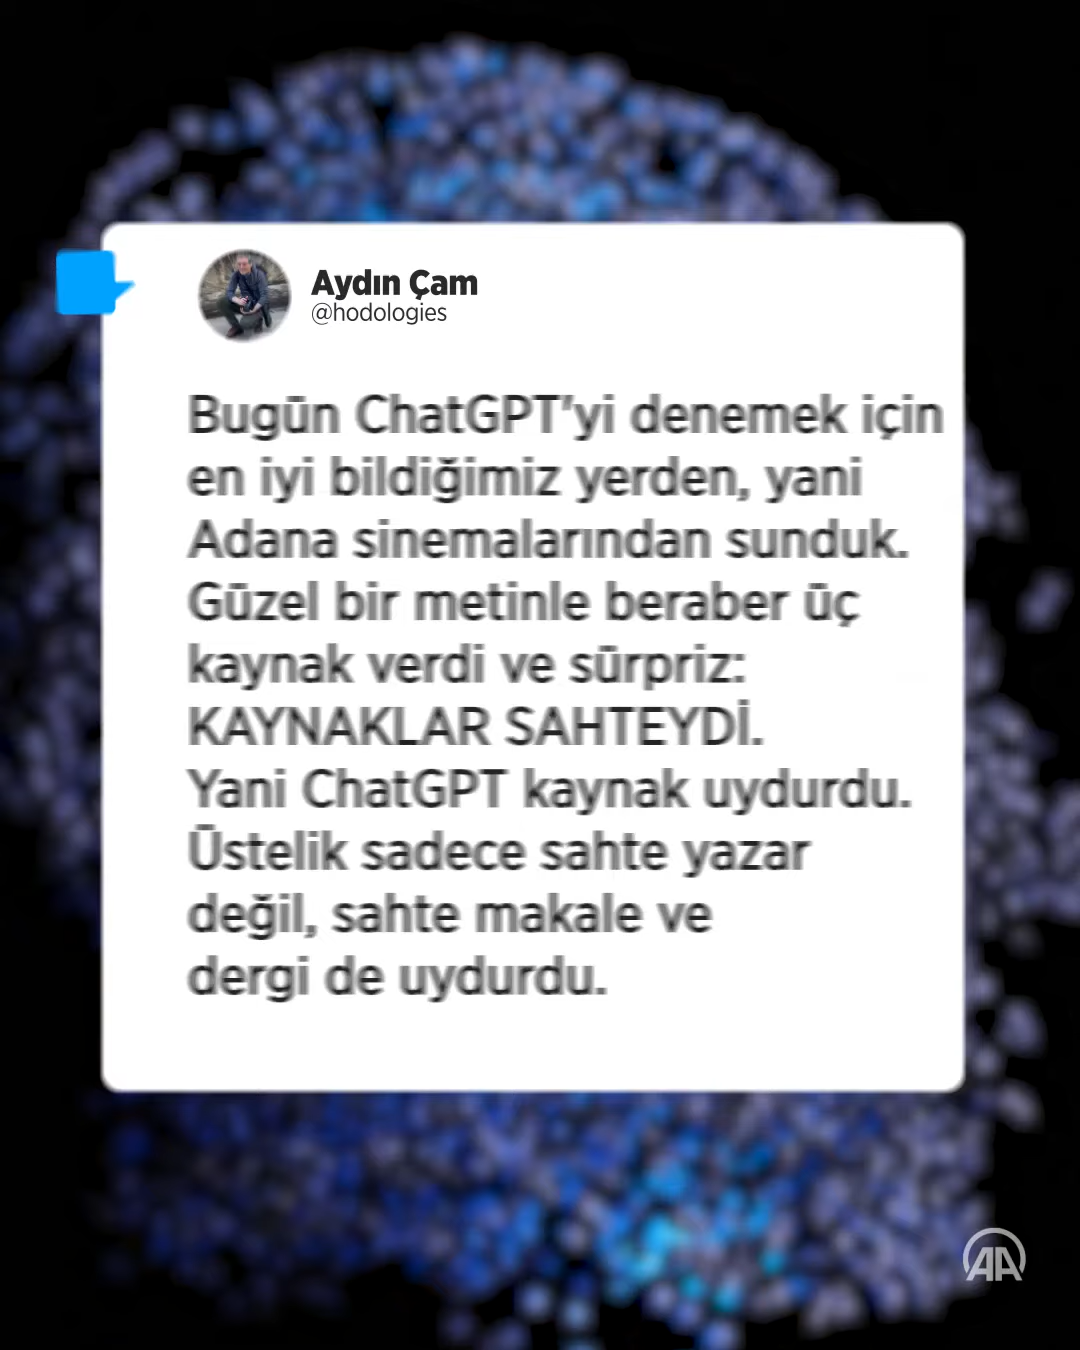 Aydın Çam
@hodologies
Bugün ChatGPT'yi denemek için
en iyi bildiğimiz yerden, yani
Adana sinemalarından sunduk.
Güzel bir metinle beraber üç
kaynak verdi ve sürpriz:
KAYNAKLAR SAHTEYDİ.
Yani ChatGPT kaynak uydurdu.
Üstelik sadece sahte yazar
değil, sahte makale ve
dergi de uydurdu.
AA